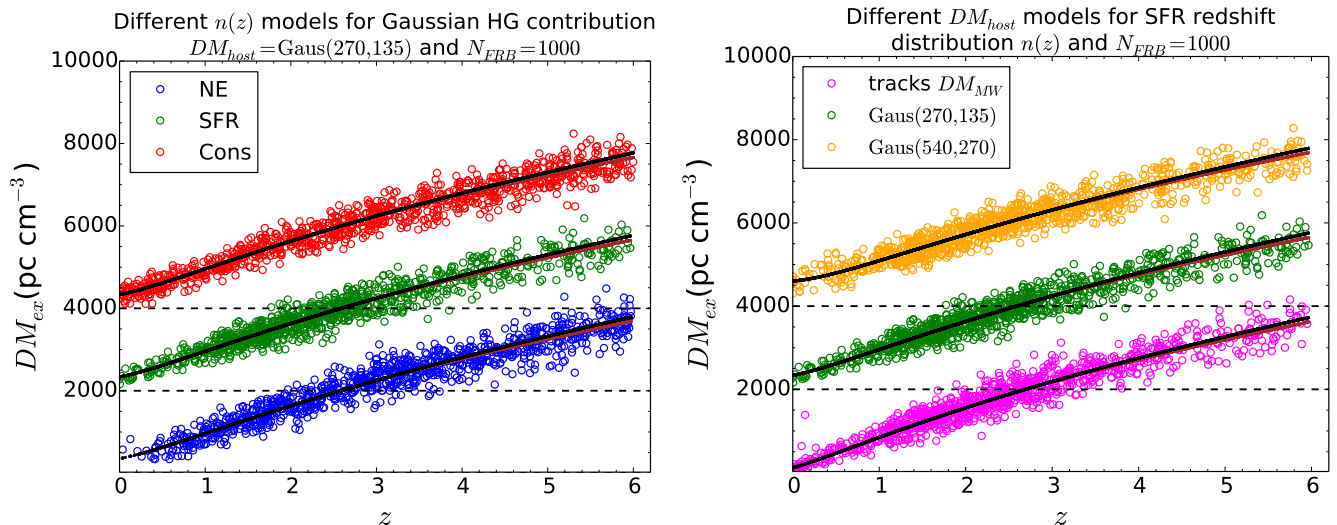 Different n(z) models for Gaussian HG contribution
DM_host=Gaus(270,135) and N_FRB=1000
10000
8000
6000
4000
2000
DM_ex(pc cm⁻³)
NE
SFR
Cons
0 1 2 3 4 5 6
z
Different DM_host models for SFR redshift
distribution n(z) and N_FRB=1000
10000
8000
6000
4000
2000
DM_ex(pc cm⁻³)
tracks DM_MW
Gaus(270,135)
Gaus(540,270)
0 1 2 3 4 5 6
z